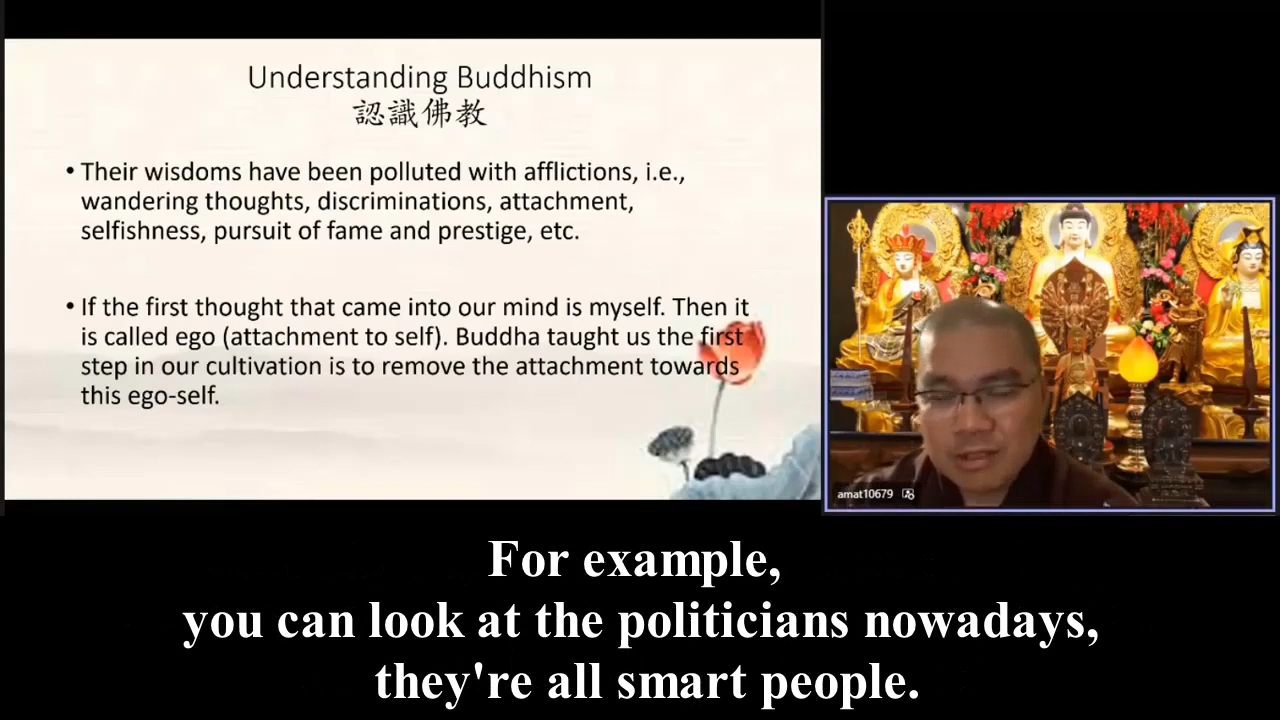 Understanding Buddhism
認識佛教
• Their wisdoms have been polluted with afflictions, i.e.,
wandering thoughts, discriminations, attachment,
selfishness, pursuit of fame and prestige, etc.
• If the first thought that came into our mind is myself. Then it
is called ego (attachment to self). Buddha taught us the first
step in our cultivation is to remove the attachment towards
this ego-self.
amat10679
For example,
you can look at the politicians nowadays,
they're all smart people.